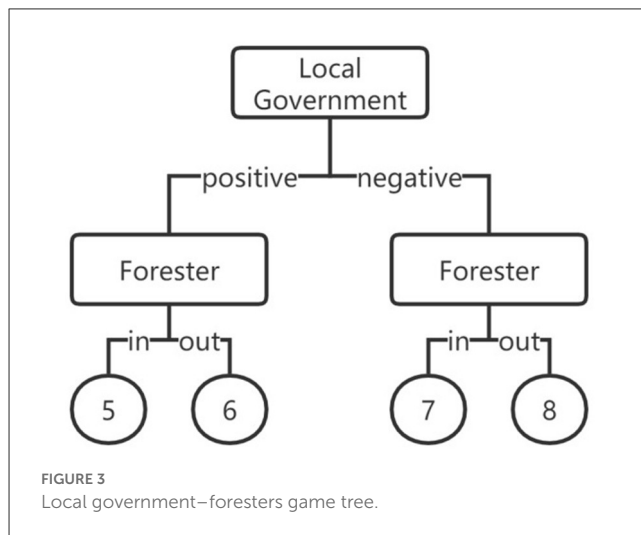 Local
Government
positive negative
Forester Forester
in out in out
5 6 7 8
FIGURE 3
Local government–foresters game tree.